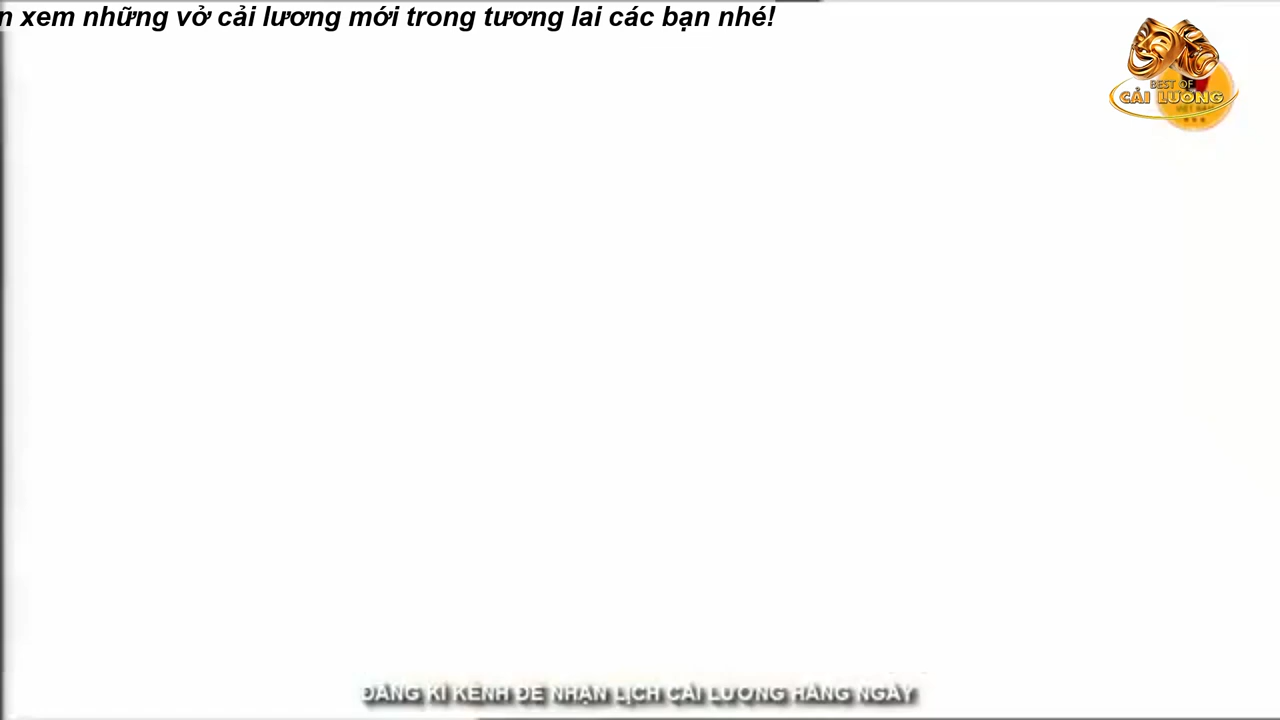 n xem những vở cải lương mới trong tương lai các bạn nhé!
BEST OF
CẢI LƯƠNG
ĐĂNG KÍ KÊNH ĐỂ NHẬN LỊCH CẢI LƯƠNG HÀNG NGÀY